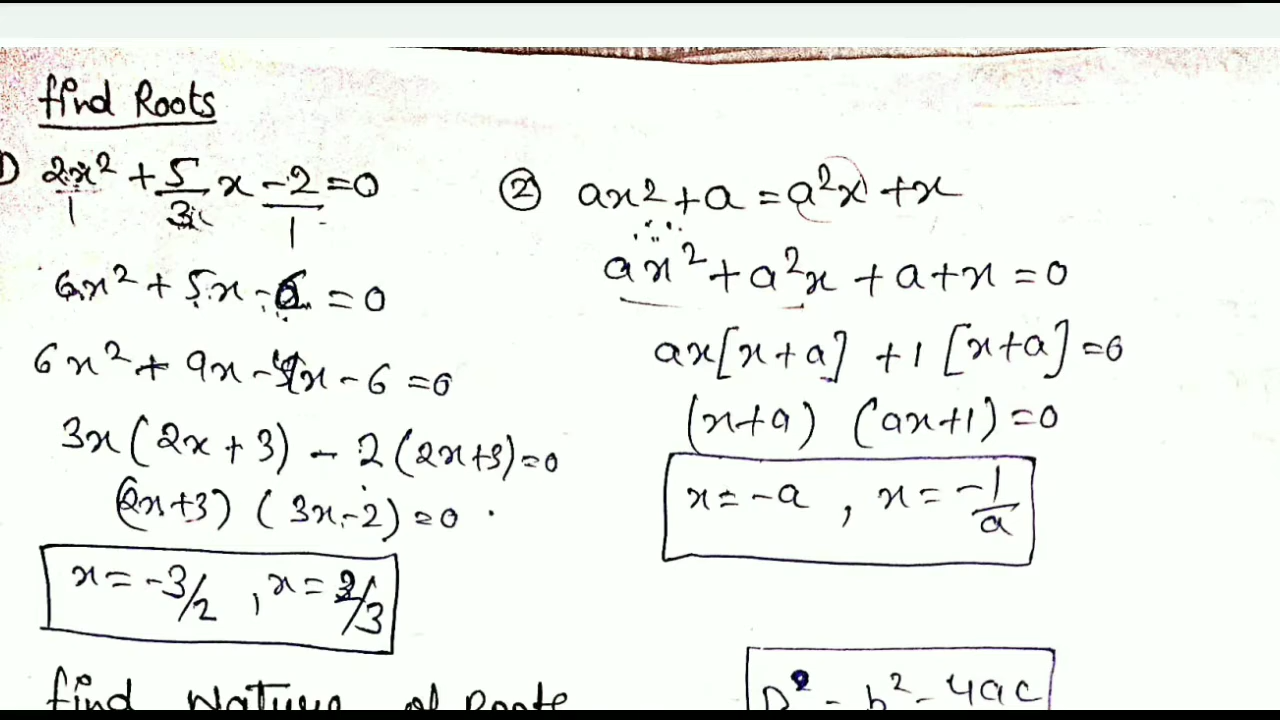 find Roots
1) 2x²/1 + 5/3 x - 2/1 = 0
6x² + 5x - 6 = 0
6x² + 9x - 4x - 6 = 0
3x(2x + 3) - 2(2x+3) = 0
(2x+3) (3x-2) = 0
x = -3/2 , x = 2/3
② ax² + a = a²x + x
ax² + a²x + a + x = 0
ax[x + a] + 1[x+a] = 0
(x+a) (ax+1) = 0
x = -a , x = -1/a
find Nature of Roots
D² = b² - 4ac